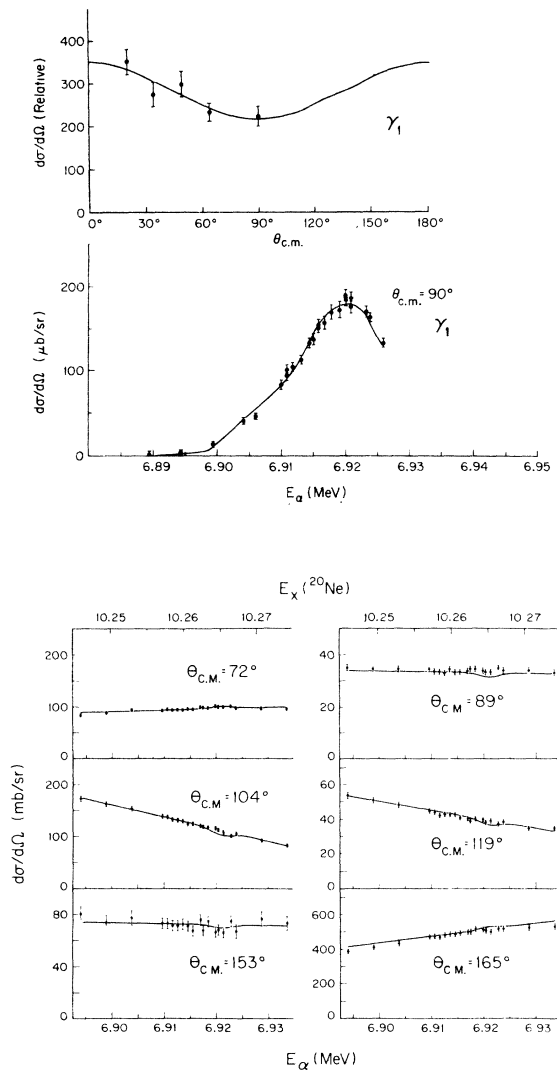 400
300
200
100
0
dσ/dΩ (Relative)
γ₁
0° 30° 60° 90° 120° 150° 180°
θc.m.
200
100
0
dσ/dΩ (μb/sr)
θc.m. = 90°
γ₁
6.89 6.90 6.91 6.92 6.93 6.94 6.95
Eα (MeV)
Ex (²⁰Ne)
10.25 10.26 10.27
10.25 10.26 10.27
dσ/dΩ (mb/sr)
200
100
0
θC.M. = 72°
40
20
0
θC.M = 89°
200
100
0
θC.M = 104°
60
40
20
0
θC.M. = 119°
80
40
0
θC.M. = 153°
600
400
200
0
θC.M. = 165°
6.90 6.91 6.92 6.93
6.90 6.91 6.92 6.93
Eα (MeV)